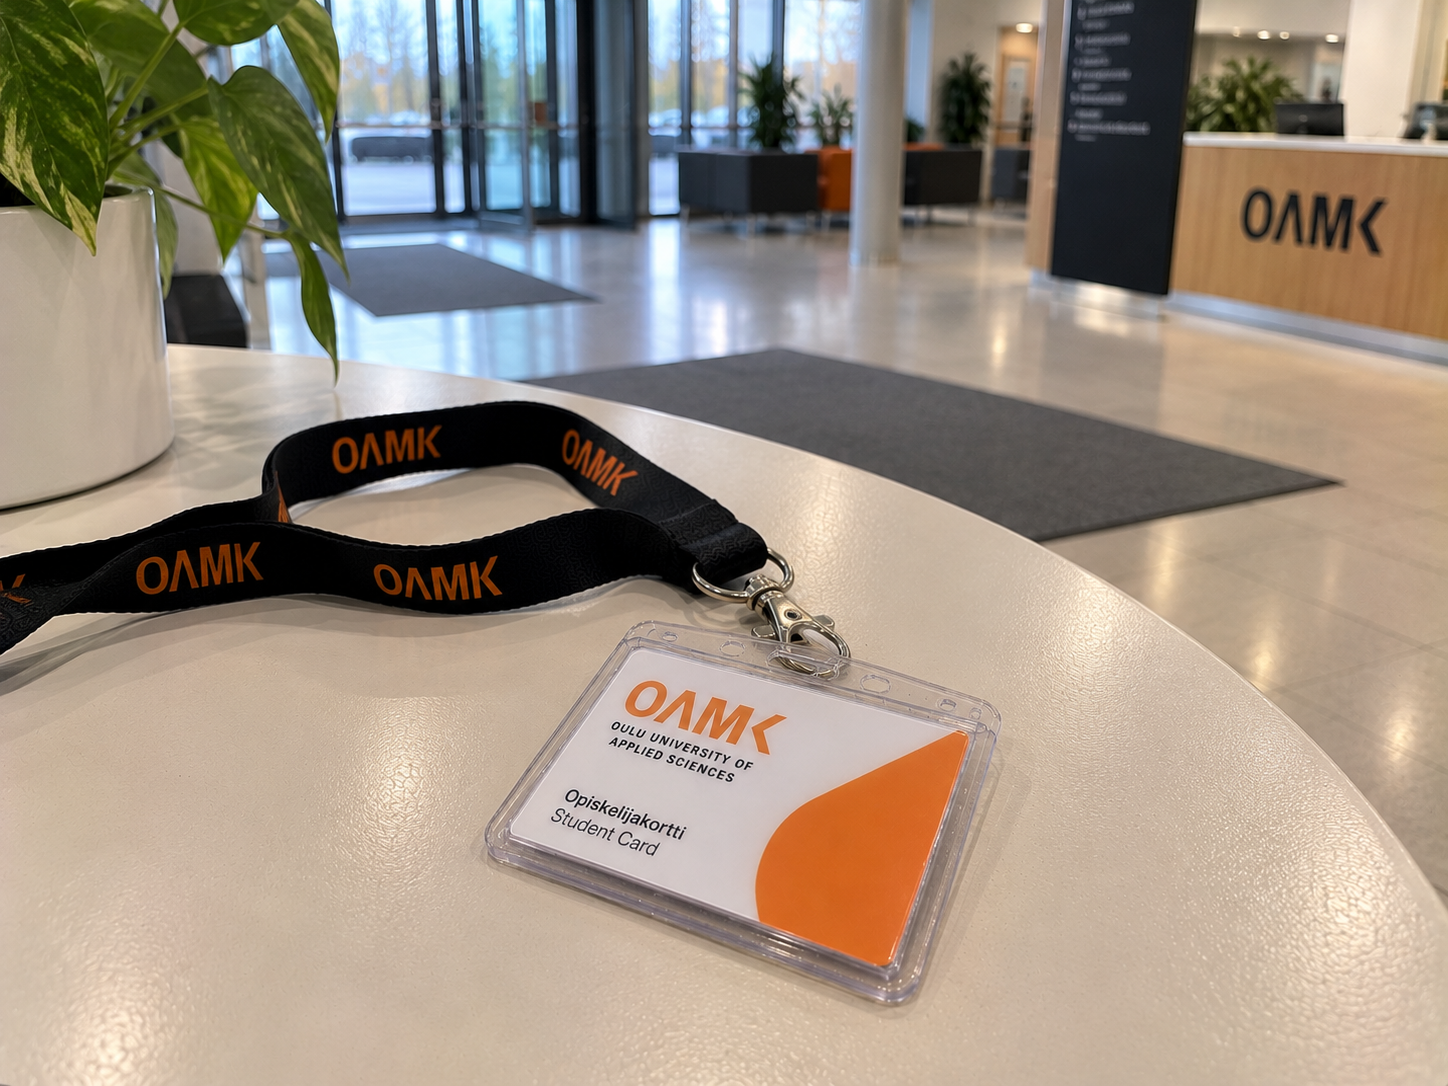 OAMK
OAMK
OAMK
OAMK
OAMK
OAMK
OULU UNIVERSITY OF
APPLIED SCIENCES
Opiskelijakortti
Student Card